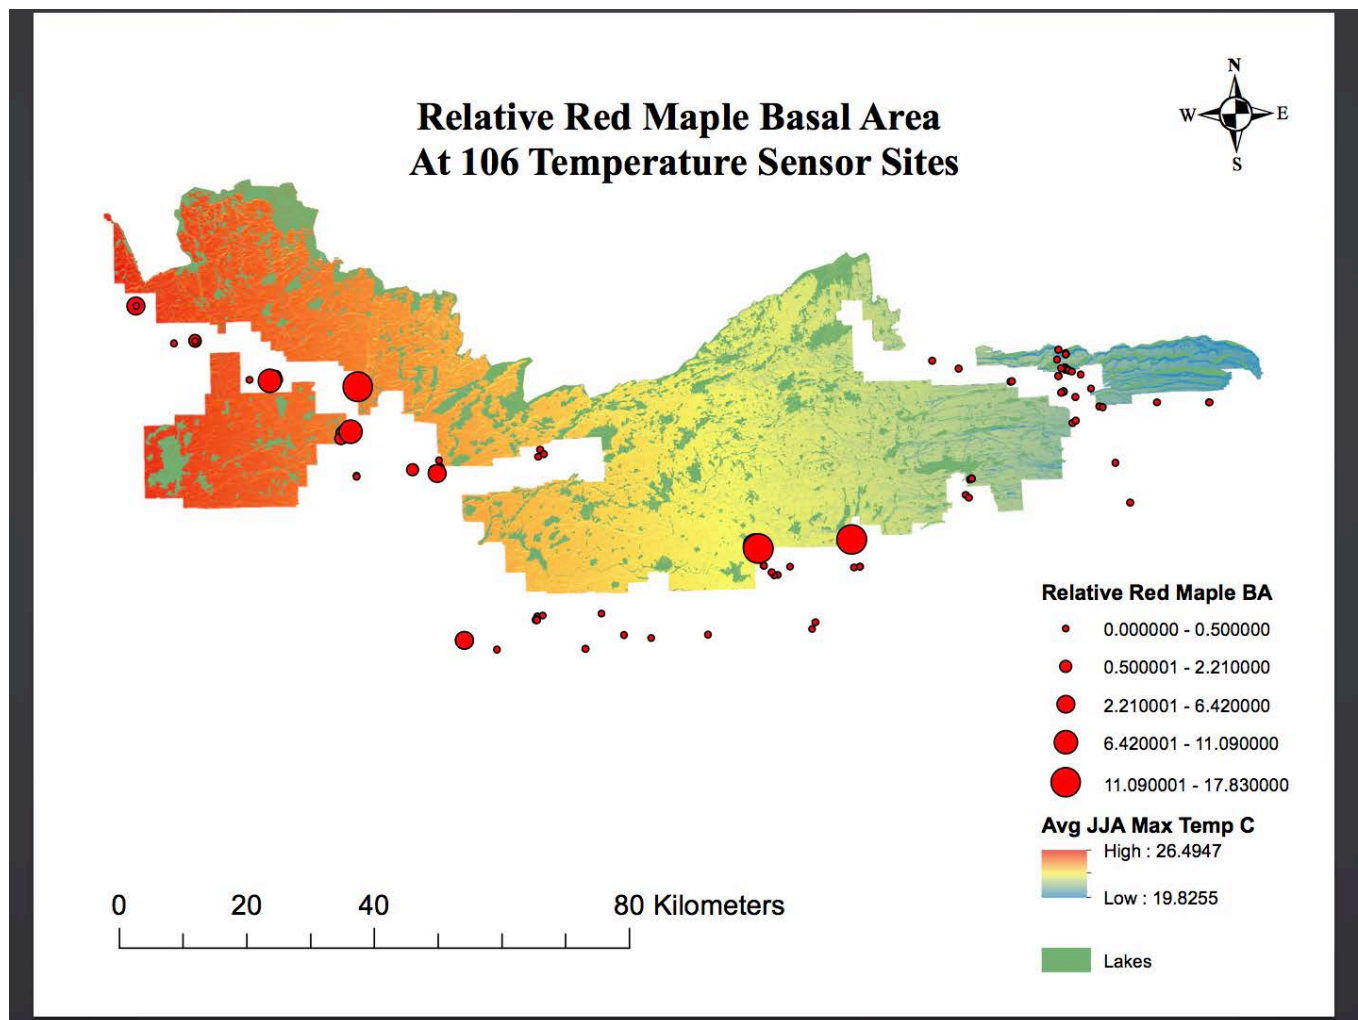 N
W E
S
Relative Red Maple Basal Area
At 106 Temperature Sensor Sites
Relative Red Maple BA
0.000000 - 0.500000
0.500001 - 2.210000
2.210001 - 6.420000
6.420001 - 11.090000
11.090001 - 17.830000
Avg JJA Max Temp C
High : 26.4947
Low : 19.8255
Lakes
0 20 40 80 Kilometers